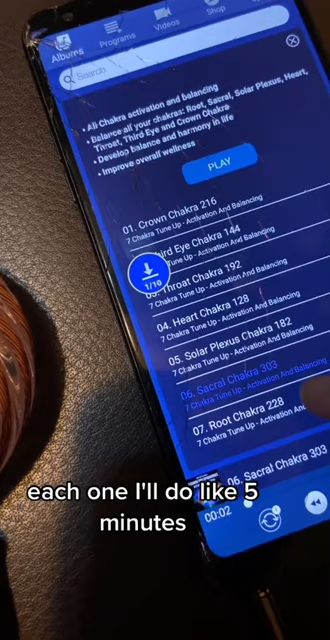 Albums
Programs
Videos
Shop
Search
• All Chakra activation and balancing
• Balance all your chakras: Root, Sacral, Solar Plexus, Heart,
Throat, Third Eye and Crown Chakra
• Develop balance and harmony in life
• Improve overall wellness
PLAY
01. Crown Chakra 216
7 Chakra Tune Up - Activation And Balancing
Third Eye Chakra 144
Tune Up - Activation And Balancing
1/10
03. Throat Chakra 192
7 Chakra Tune Up - Activation And Balancing
04. Heart Chakra 128
7 Chakra Tune Up - Activation And Balancing
05. Solar Plexus Chakra 182
7 Chakra Tune Up - Activation And Balancing
06. Sacral Chakra 303
7 Chakra Tune Up - Activation And Balancing
07. Root Chakra 228
7 Chakra Tune Up - Activation And
06. Sacral Chakra 303
00:02
each one I'll do like 5
minutes